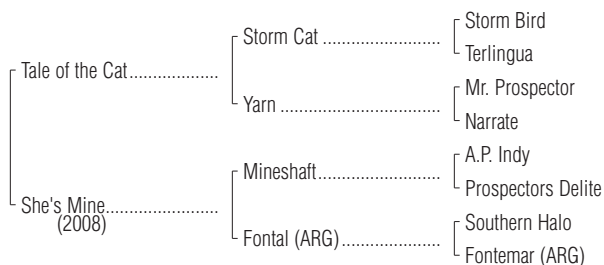 Storm Bird
Storm Cat ..............................
Terlingua
Tale of the Cat....................
Mr. Prospector
Yarn .........................................
Narrate
A.P. Indy
Mineshaft................................
Prospectors Delite
She's Mine.........................
(2008)
Southern Halo
Fontal (ARG).........................
Fontemar (ARG)